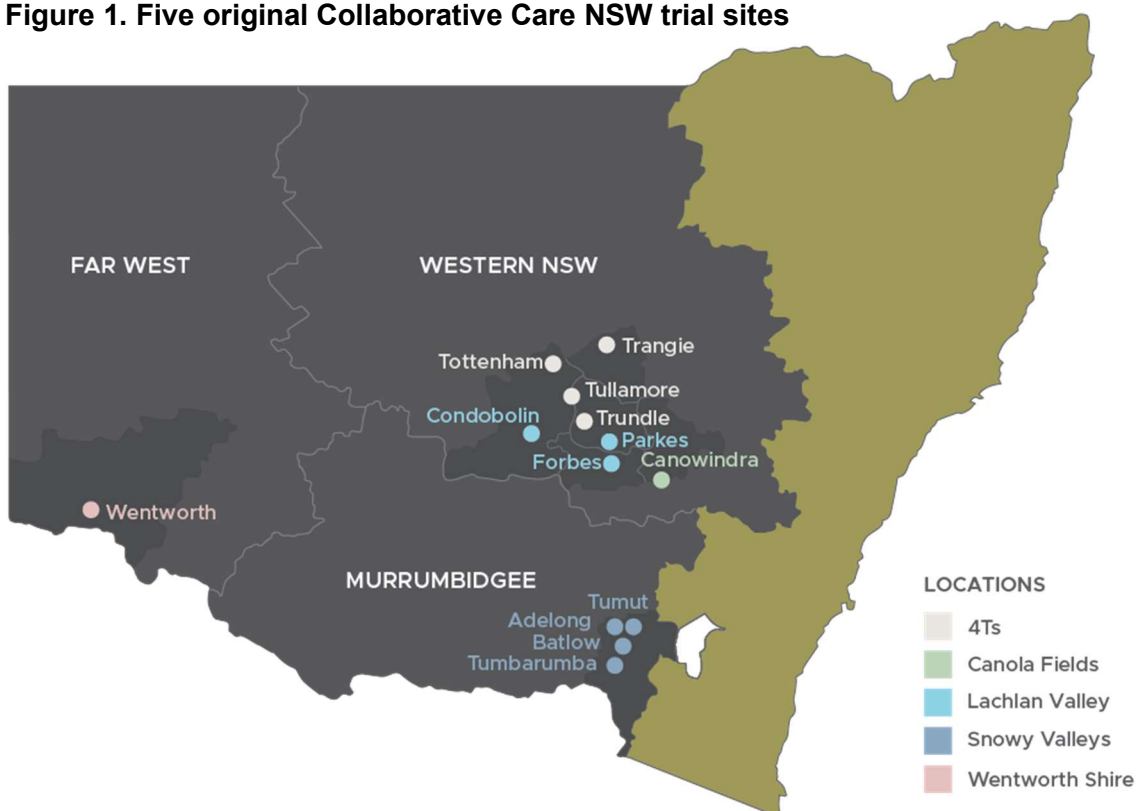 Figure 1. Five original Collaborative Care NSW trial sites
FAR WEST
WESTERN NSW
Trangie
Tottenham
Tullamore
Condobolin
Trundle
Parkes
Forbes
Canowindra
Wentworth
MURRUMBIDGEE
Tumut
Adelong
Batlow
Tumbarumba
LOCATIONS
4Ts
Canola Fields
Lachlan Valley
Snowy Valleys
Wentworth Shire